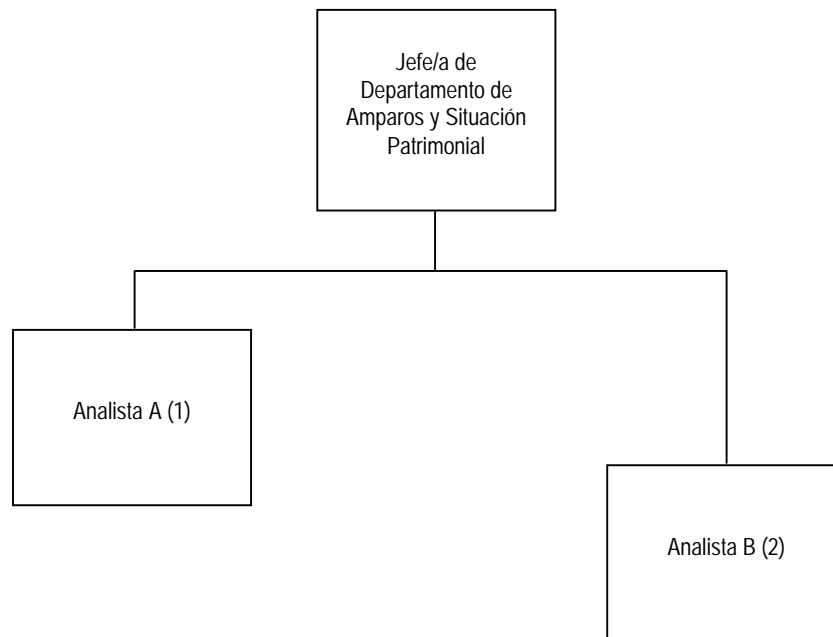 Jefe/a de
Departamento de
Amparos y Situación
Patrimonial
Analista A (1)
Analista B (2)